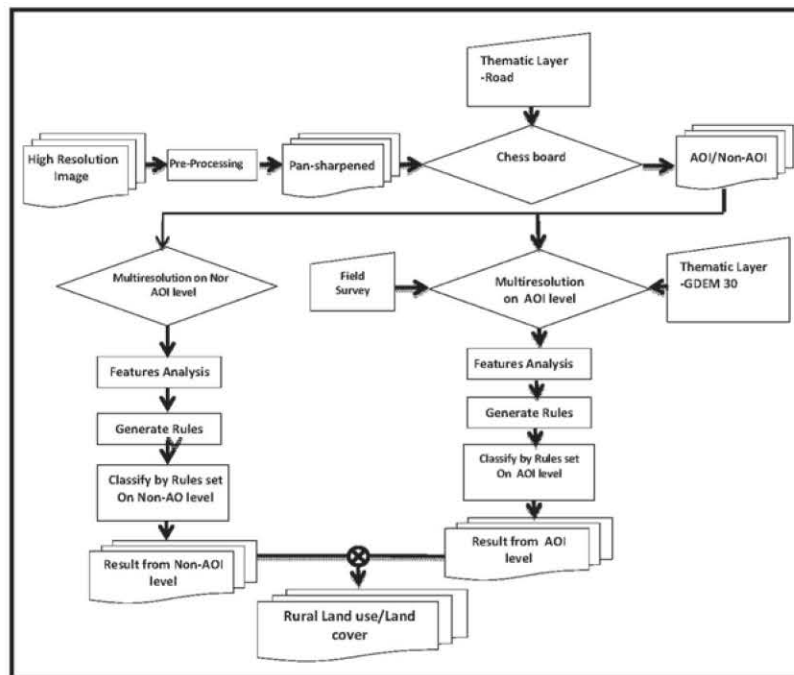 Thematic Layer
-Road
High Resolution
Image
Pre-Processing
Pan-sharpened
Chess board
AOI/Non-AOI
Multiresolution on Nor
AOI level
Field
Survey
Multiresolution
on AOI level
Thematic Layer
-GDEM 30
Features Analysis
Generate Rules
Classify by Rules set
On Non-AO level
Features Analysis
Generate Rules
Classify by Rules set
On AOI level
Result from Non-AOI
level
Result from AOI
level
Rural Land use/Land
cover